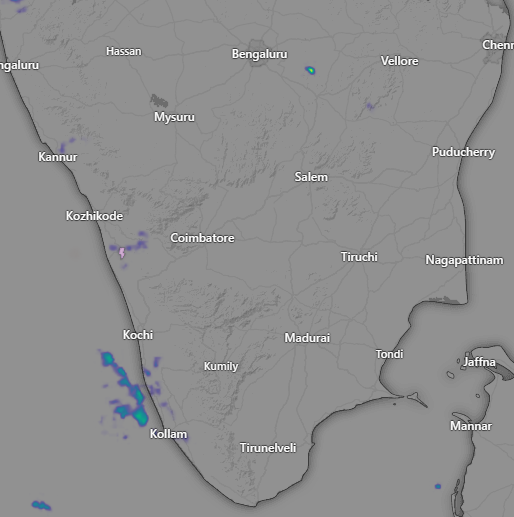 Hassan
Bengaluru
Vellore
Chenn
ngaluru
Mysuru
Kannur
Puducherry
Salem
Kozhikode
Coimbatore
Tiruchi
Nagapattinam
Kochi
Madurai
Tondi
Jaffna
Kumily
Mannar
Kollam
Tirunelveli